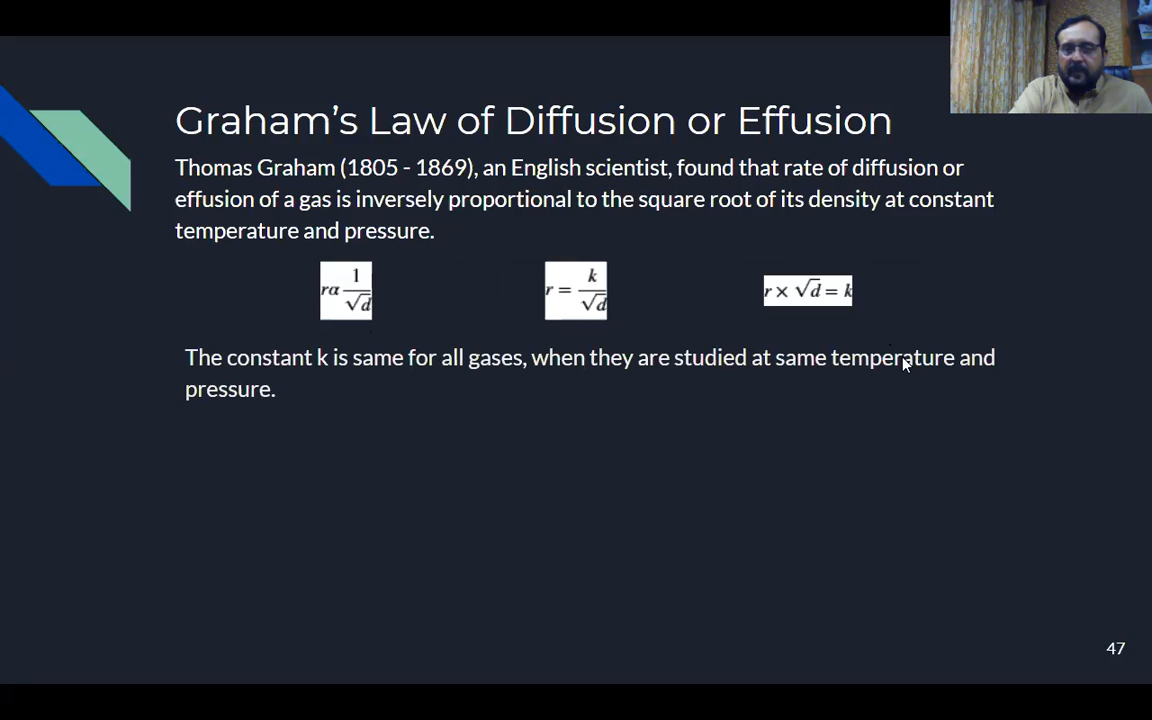 Graham’s Law of Diffusion or Effusion
Thomas Graham (1805 - 1869), an English scientist, found that rate of diffusion or
effusion of a gas is inversely proportional to the square root of its density at constant
temperature and pressure.
rα 1/√d    r = k/√d    r × √d = k
The constant k is same for all gases, when they are studied at same temperature and
pressure.
47